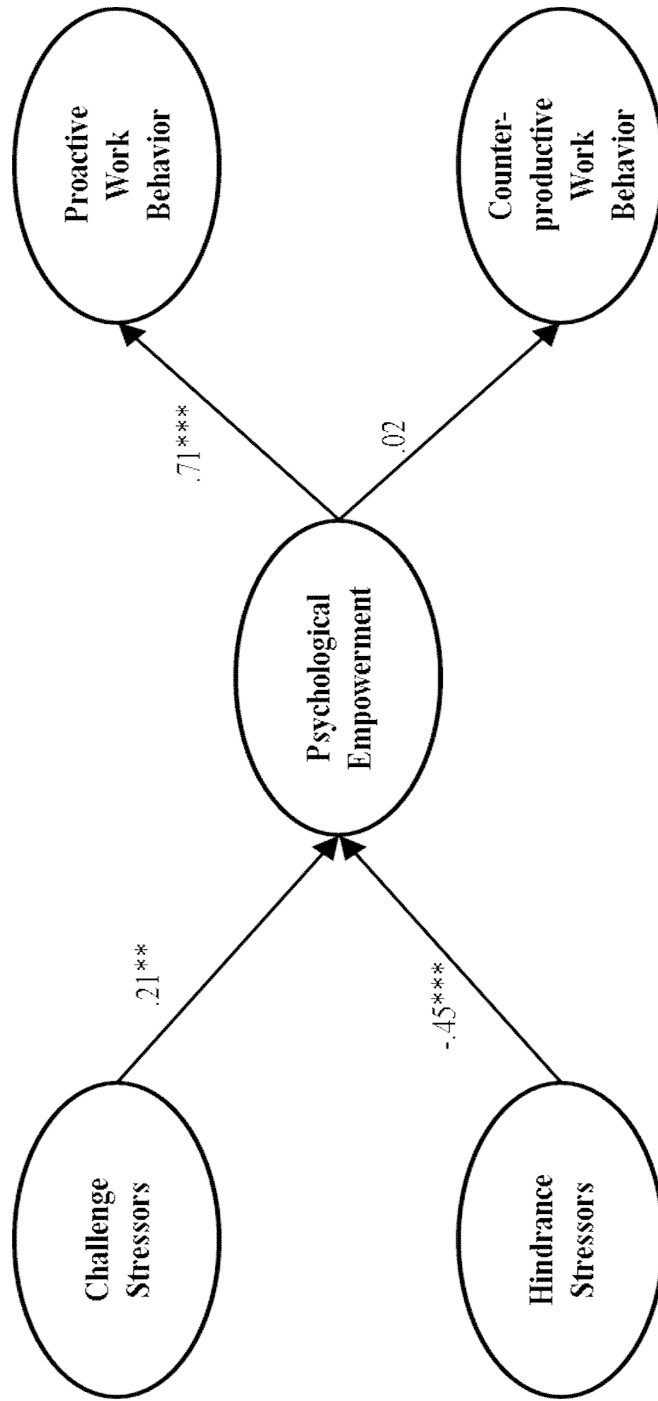 Challenge
Stressors
Hindrance
Stressors
.21**
-.45***
Psychological
Empowerment
.71***
.02
Proactive
Work
Behavior
Counter-
productive
Work
Behavior